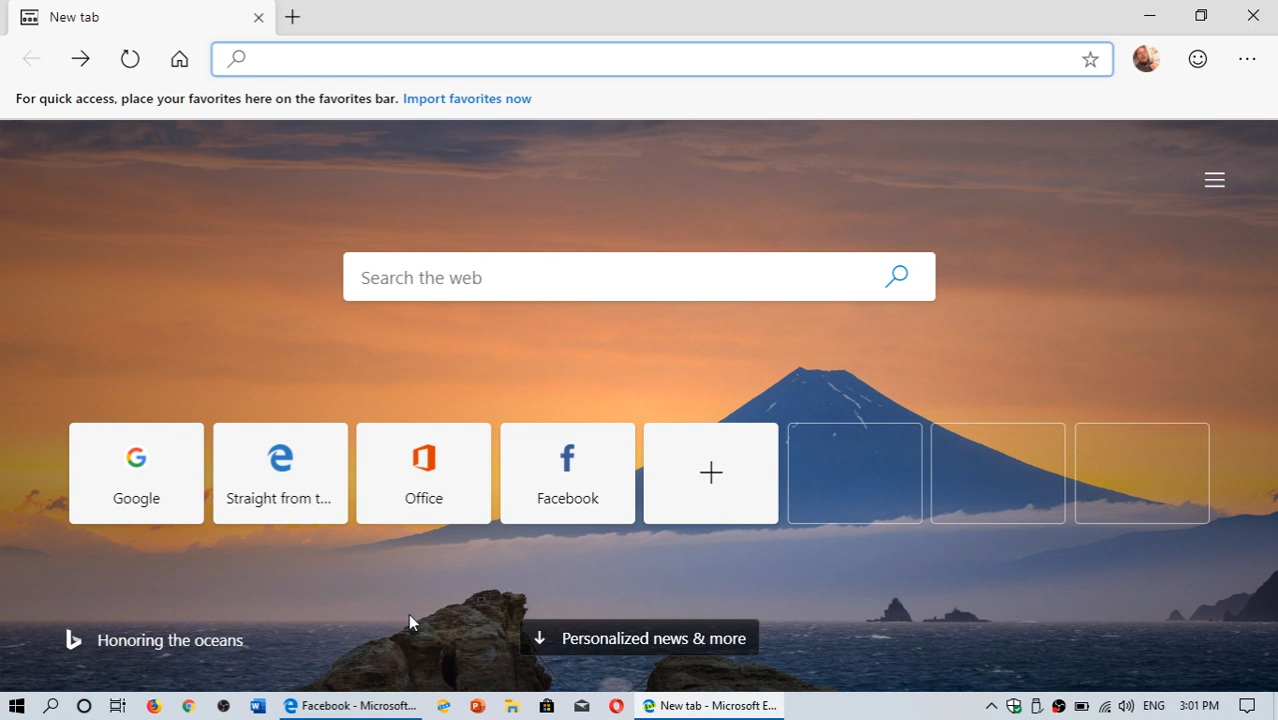 New tab
For quick access, place your favorites here on the favorites bar. Import favorites now
Search the web
Google
Straight from t...
Office
Facebook
Honoring the oceans
Personalized news & more
Facebook - Microsoft...
New tab - Microsoft E...
ENG
3:01 PM